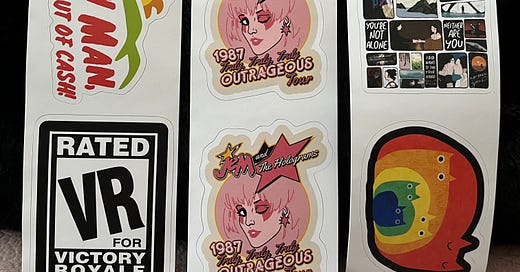 MAN,
OF CASH!!
RATED
VR
FOR
VICTORY
ROYALE
1987
Truly, Truly, Truly
OUTRAGEOUS
Tour
JEM and The Holograms
1987
Truly, Truly, Truly
OUTRAGEOUS
Tour
YOU'RE
NOT
ALONE
NEITHER
ARE
YOU